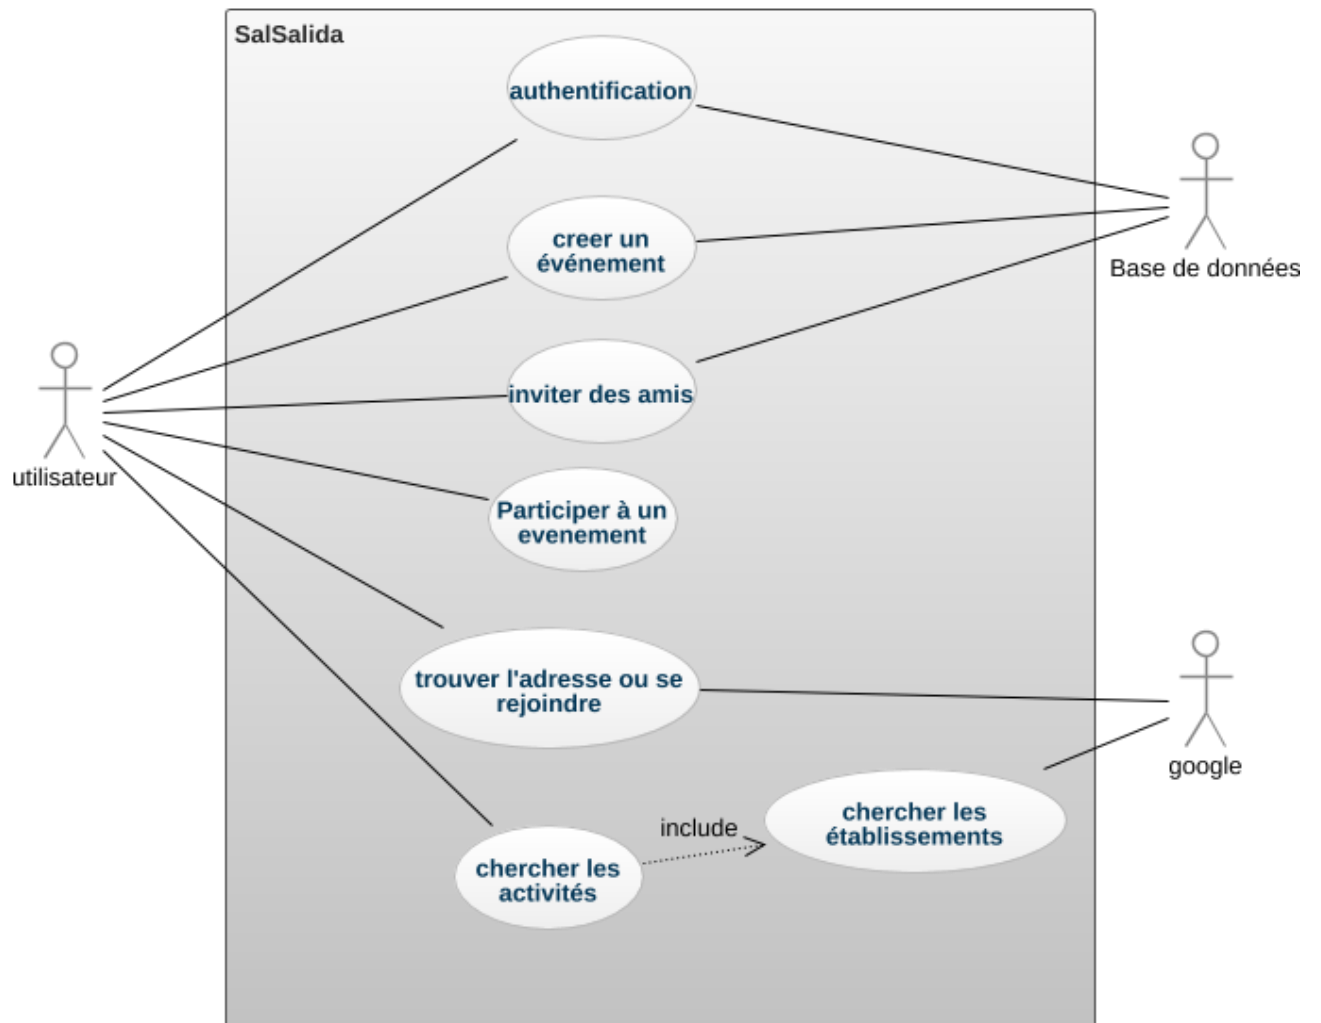 SalSalida
authentification
creer un
événement
Base de données
inviter des amis
utilisateur
Participer à un
evenement
trouver l'adresse ou se
rejoindre
google
chercher les
établissements
include
chercher les
activités